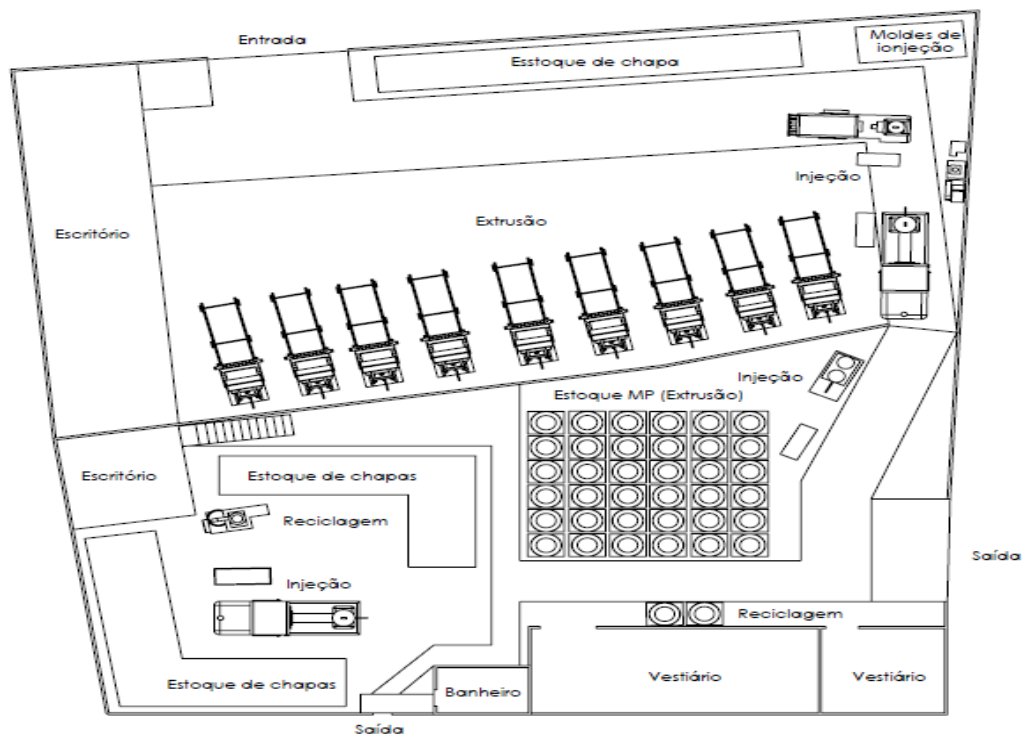 Entrada
Moldes de
ionjeção
Esstoque de chapa
Injeção
Extrusão
Escritório
Injeção
Estoque MP (Extrusão)
Escritório
Estoque de chapas
Reciclagem
Saída
Injeção
Reciclagem
Vestiário
Vestiário
Estoque de chapas
Banheiro
Saída